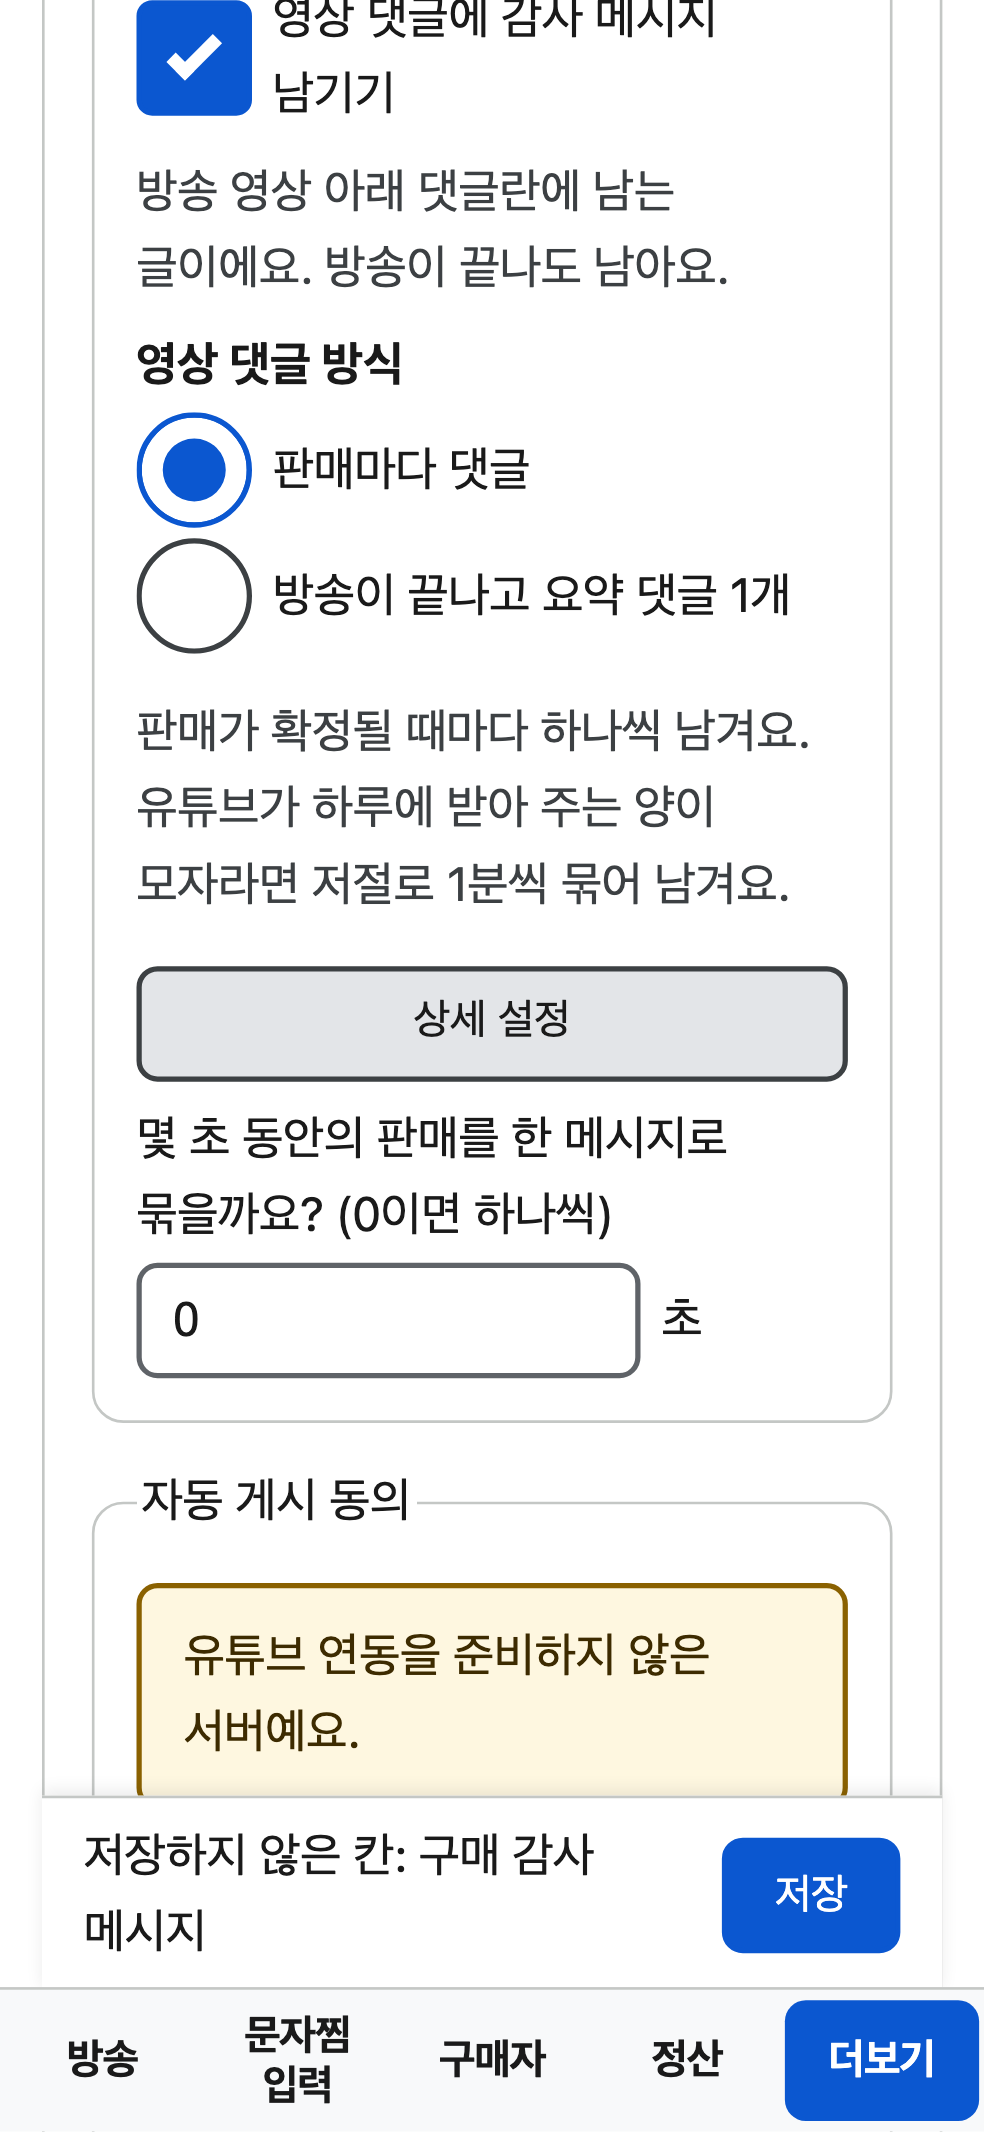 영상 댓글에 감사 메시지
남기기
방송 영상 아래 댓글란에 남는
글이에요. 방송이 끝나도 남아요.
영상 댓글 방식
판매마다 댓글
방송이 끝나고 요약 댓글 1개
판매가 확정될 때마다 하나씩 남겨요.
유튜브가 하루에 받아 주는 양이
모자라면 저절로 1분씩 묶어 남겨요.
상세 설정
몇 초 동안의 판매를 한 메시지로
묶을까요? (0이면 하나씩)
0 초
자동 게시 동의
유튜브 연동을 준비하지 않은
서버예요.
저장하지 않은 칸: 구매 감사
메시지
저장
방송
문자찜
입력
구매자
정산
더보기